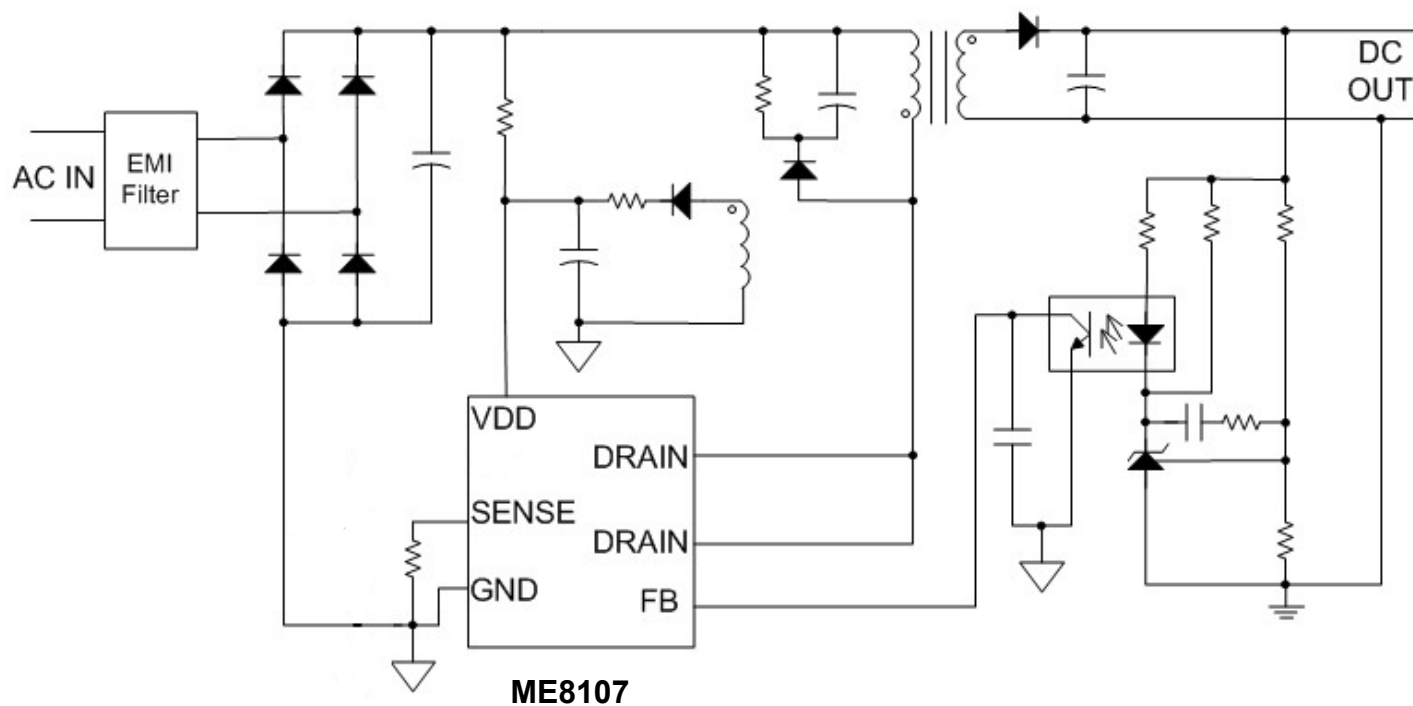 DC
OUT
AC IN
EMI
Filter
VDD
DRAIN
SENSE
DRAIN
GND
FB
ME8107